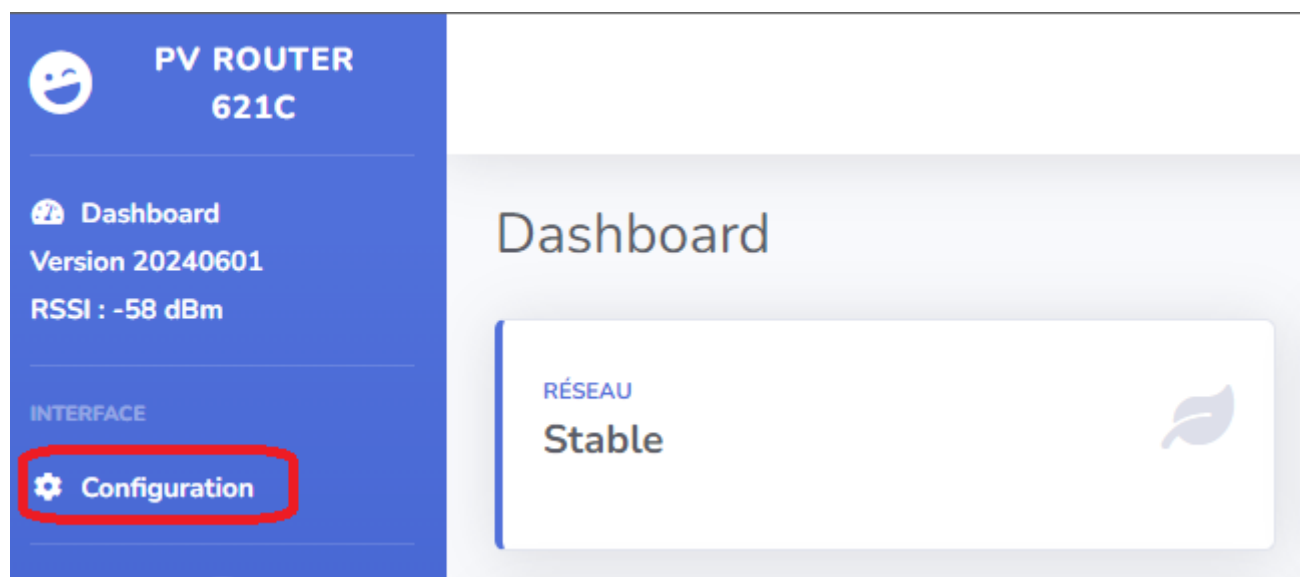 PV ROUTER
621C
Dashboard
Version 20240601
RSSI : -58 dBm
INTERFACE
Configuration
Dashboard
RÉSEAU
Stable